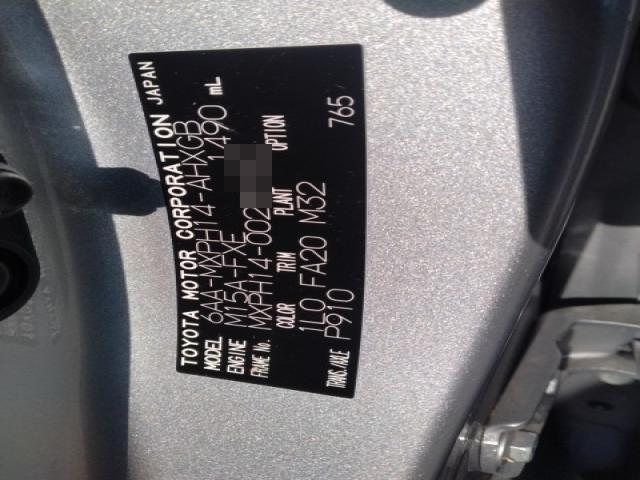 TOYOTA MOTOR CORPORATION JAPAN
MODEL 6AA-MXPH14-AHXGB
ENGINE M15A-FXE 1490 mL
FRAME No. MXPH14-002
COLOR TRIM PLANT OPTION
1L0 FA20 M32
TRANS./AXLE P910 765